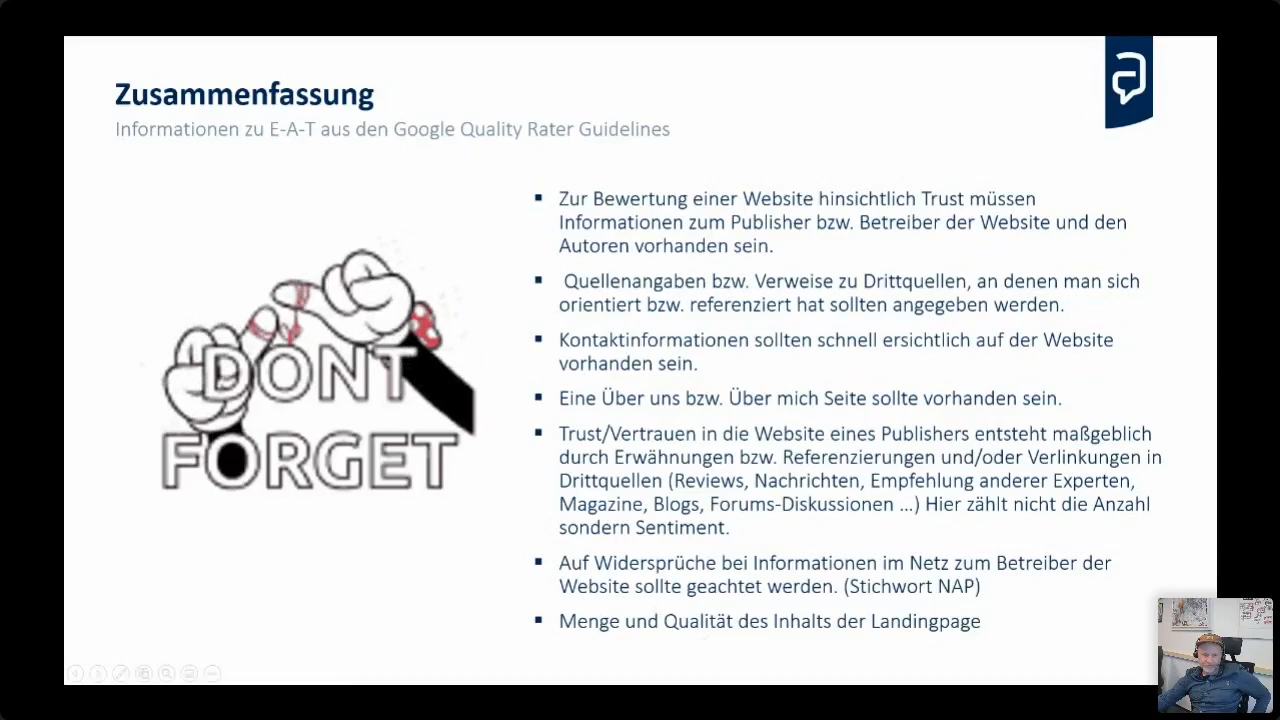 Zusammenfassung
Informationen zu E-A-T aus den Google Quality Rater Guidelines
DONT
FORGET
▪ Zur Bewertung einer Website hinsichtlich Trust müssen
Informationen zum Publisher bzw. Betreiber der Website und den
Autoren vorhanden sein.
▪ Quellenangaben bzw. Verweise zu Drittquellen, an denen man sich
orientiert bzw. referenziert hat sollten angegeben werden.
▪ Kontaktinformationen sollten schnell ersichtlich auf der Website
vorhanden sein.
▪ Eine Über uns bzw. Über mich Seite sollte vorhanden sein.
▪ Trust/Vertrauen in die Website eines Publishers entsteht maßgeblich
durch Erwähnungen bzw. Referenzierungen und/oder Verlinkungen in
Drittquellen (Reviews, Nachrichten, Empfehlung anderer Experten,
Magazine, Blogs, Forums-Diskussionen ...) Hier zählt nicht die Anzahl
sondern Sentiment.
▪ Auf Widersprüche bei Informationen im Netz zum Betreiber der
Website sollte geachtet werden. (Stichwort NAP)
▪ Menge und Qualität des Inhalts der Landingpage